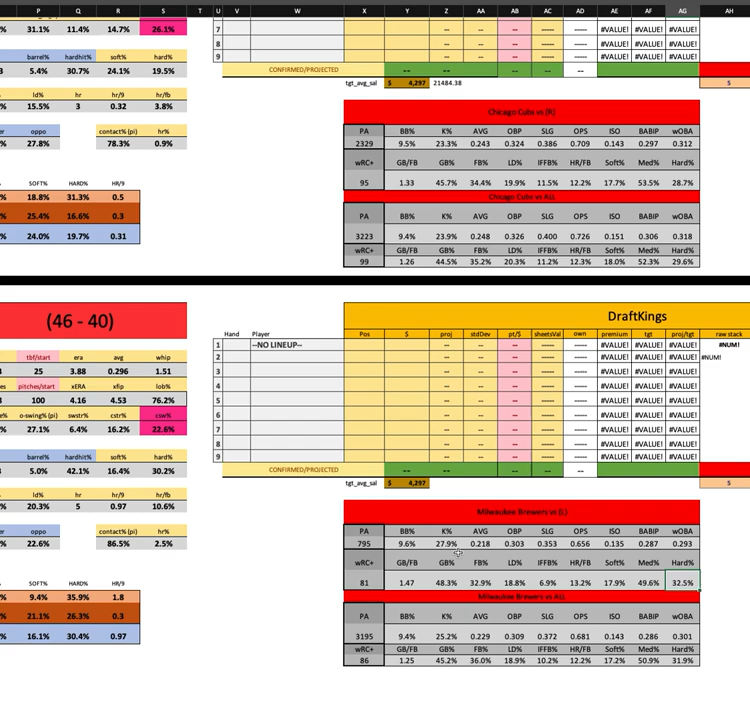 P Q R S T U V W X Y Z AA AB AC AD AE AF AG AH
% 31.1% 11.4% 14.7% 26.1% 7 -- -- -- ----- ----- #VALUE! #VALUE! #VALUE!
barrel% hardhit% soft% hard% 8 -- -- -- ----- ----- #VALUE! #VALUE! #VALUE!
3 5.4% 30.7% 24.1% 19.5% 9 -- -- -- ----- ----- #VALUE! #VALUE! #VALUE!
CONFIRMED/PROJECTED -- -- -- -- --
tgt_avg_sal $ 4,297 21484.38 5
ld% hr hr/9 hr/fb
% 15.5% 3 0.32 3.8%
Chicago Cubs vs (R)
er oppo contact% (pi) hr%
% 27.8% 78.3% 0.9%
PA BB% K% AVG OBP SLG OPS ISO BABIP wOBA
2329 9.5% 23.3% 0.243 0.324 0.386 0.709 0.143 0.297 0.312
wRC+ GB/FB GB% FB% LD% IFFB% HR/FB Soft% Med% Hard%
95 1.33 45.7% 34.4% 19.9% 11.5% 12.2% 17.7% 53.5% 28.7%
% SOFT% HARD% HR/9
% 18.8% 31.3% 0.5
% 25.4% 16.6% 0.3
% 24.0% 19.7% 0.31
Chicago Cubs vs ALL
PA BB% K% AVG OBP SLG OPS ISO BABIP wOBA
3223 9.4% 23.9% 0.248 0.326 0.400 0.726 0.151 0.306 0.318
wRC+ GB/FB GB% FB% LD% IFFB% HR/FB Soft% Med% Hard%
99 1.26 44.5% 35.2% 20.3% 11.2% 12.3% 18.0% 52.3% 29.6%
(46 - 40) DraftKings
Hand Player Pos $ proj stdDev pt/$ sheetsVal own premium tgt proj/tgt raw stack
1 --NO LINEUP-- -- -- -- ----- ----- #VALUE! #VALUE! #VALUE! #NUM!
2 -- -- -- ----- ----- #VALUE! #VALUE! #VALUE! #NUM!
3 -- -- -- ----- ----- #VALUE! #VALUE! #VALUE!
4 -- -- -- ----- ----- #VALUE! #VALUE! #VALUE!
5 -- -- -- ----- ----- #VALUE! #VALUE! #VALUE!
6 -- -- -- ----- ----- #VALUE! #VALUE! #VALUE!
7 -- -- -- ----- ----- #VALUE! #VALUE! #VALUE!
8 -- -- -- ----- ----- #VALUE! #VALUE! #VALUE!
9 -- -- -- ----- ----- #VALUE! #VALUE! #VALUE!
CONFIRMED/PROJECTED -- -- -- -- --
tgt_avg_sal $ 4,297 5
tbf/start era avg whip
3 25 3.88 0.296 1.51
es pitches/start xERA xfip lob%
3 100 4.16 4.53 76.2%
e% o-swing% (pi) swstr% cstr% csw%
% 27.1% 6.4% 16.2% 22.6%
barrel% hardhit% soft% hard%
3 5.0% 42.1% 16.4% 30.2%
ld% hr hr/9 hr/fb
% 20.3% 5 0.97 10.6%
er oppo contact% (pi) hr%
% 22.6% 86.5% 2.5%
% SOFT% HARD% HR/9
% 9.4% 35.9% 1.8
% 21.1% 26.3% 0.3
% 16.1% 30.4% 0.97
Milwaukee Brewers vs (L)
PA BB% K% AVG OBP SLG OPS ISO BABIP wOBA
795 9.6% 27.9% 0.218 0.303 0.353 0.656 0.135 0.287 0.293
wRC+ GB/FB GB% FB% LD% IFFB% HR/FB Soft% Med% Hard%
81 1.47 48.3% 32.9% 18.8% 6.9% 13.2% 17.9% 49.6% 32.5%
Milwaukee Brewers vs ALL
PA BB% K% AVG OBP SLG OPS ISO BABIP wOBA
3195 9.4% 25.2% 0.229 0.309 0.372 0.681 0.143 0.286 0.301
wRC+ GB/FB GB% FB% LD% IFFB% HR/FB Soft% Med% Hard%
86 1.25 45.2% 36.0% 18.9% 10.2% 12.2% 17.2% 50.9% 31.9%